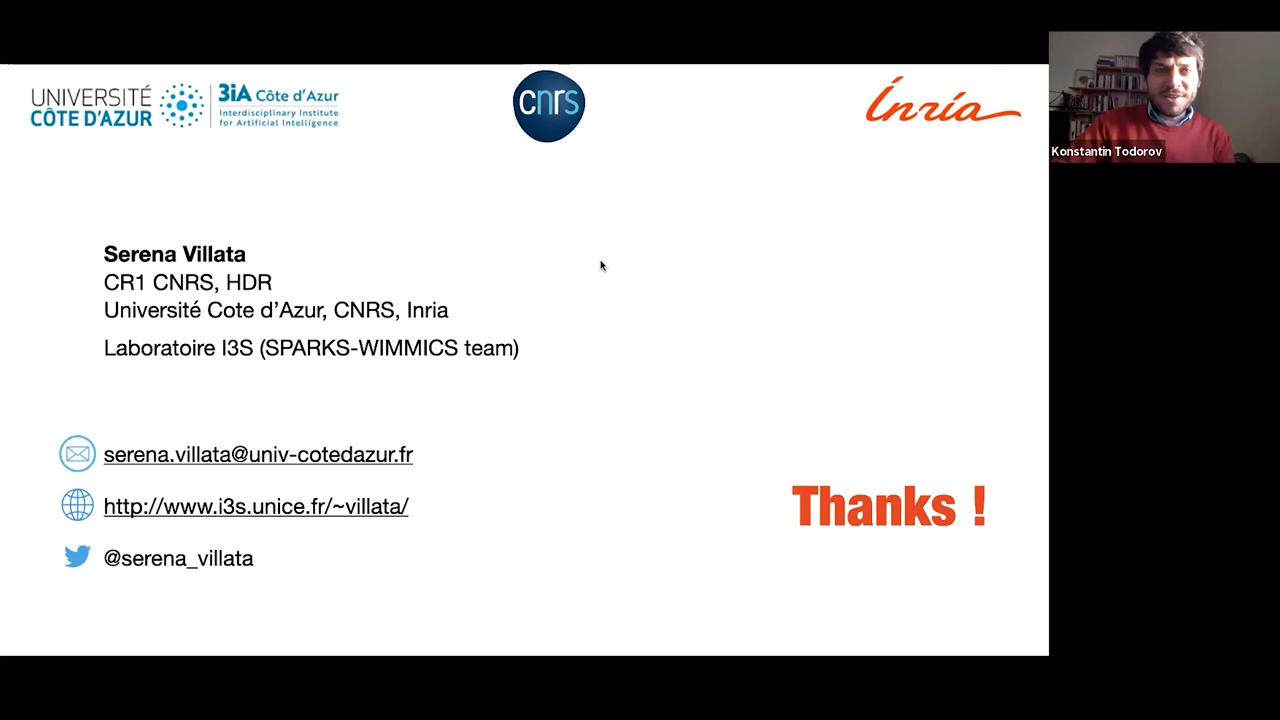 UNIVERSITÉ
CÔTE D'AZUR
3iA Côte d'Azur
Interdisciplinary Institute
for Artificial Intelligence
cnrs
Inria
Konstantin Todorov
Serena Villata
CR1 CNRS, HDR
Université Cote d'Azur, CNRS, Inria
Laboratoire I3S (SPARKS-WIMMICS team)
serena.villata@univ-cotedazur.fr
http://www.i3s.unice.fr/~villata/
@serena_villata
Thanks !